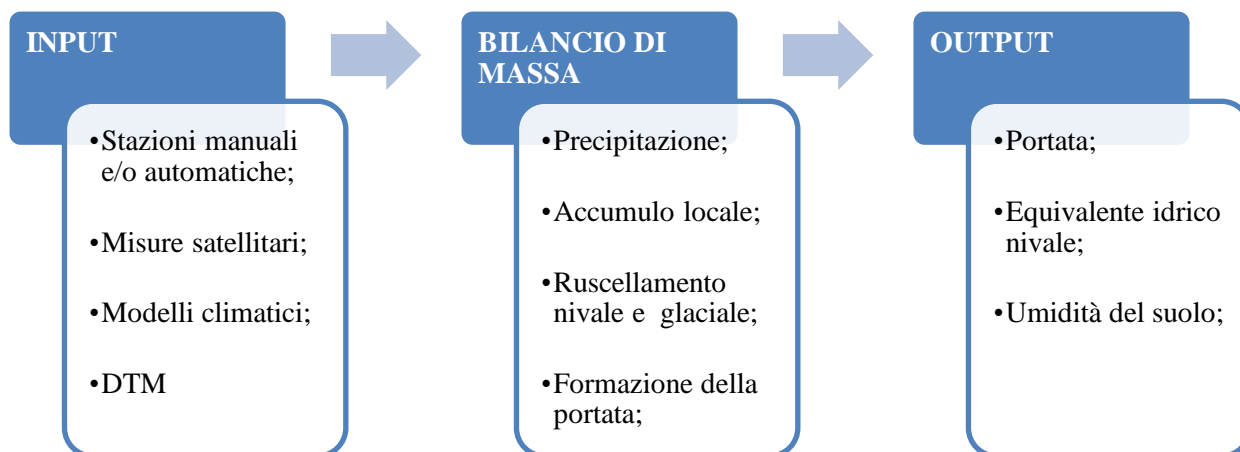 INPUT
•Stazioni manuali
e/o automatiche;
•Misure satellitari;
•Modelli climatici;
•DTM
BILANCIO DI
MASSA
•Precipitazione;
•Accumulo locale;
•Ruscellamento
nivale e glaciale;
•Formazione della
portata;
OUTPUT
•Portata;
•Equivalente idrico
nivale;
•Umidità del suolo;